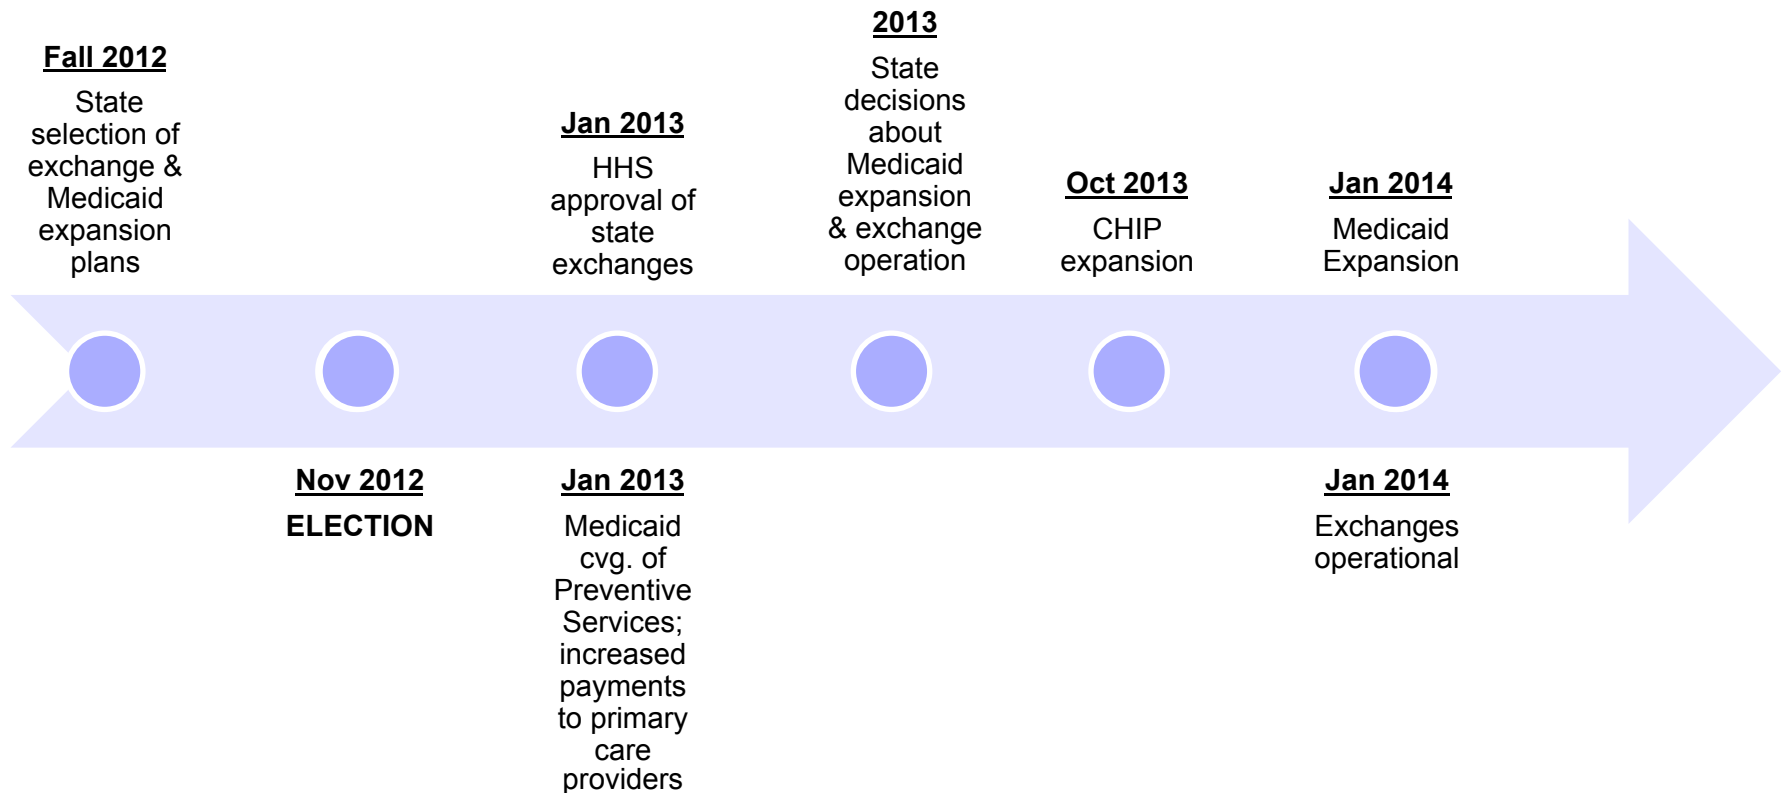 Fall 2012
State
selection of
exchange &
Medicaid
expansion
plans
Nov 2012
ELECTION
Jan 2013
HHS
approval of
state
exchanges
Jan 2013
Medicaid
cvg. of
Preventive
Services;
increased
payments
to primary
care
providers
2013
State
decisions
about
Medicaid
expansion
& exchange
operation
Oct 2013
CHIP
expansion
Jan 2014
Medicaid
Expansion
Jan 2014
Exchanges
operational